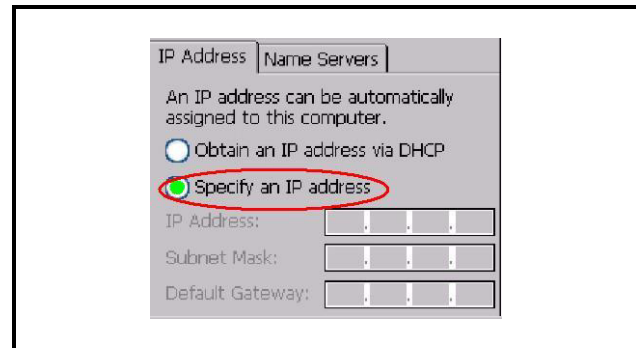 IP Address Name Servers
An IP address can be automatically
assigned to this computer.
Obtain an IP address via DHCP
Specify an IP address
IP Address: . . .
Subnet Mask: . . .
Default Gateway: . . .